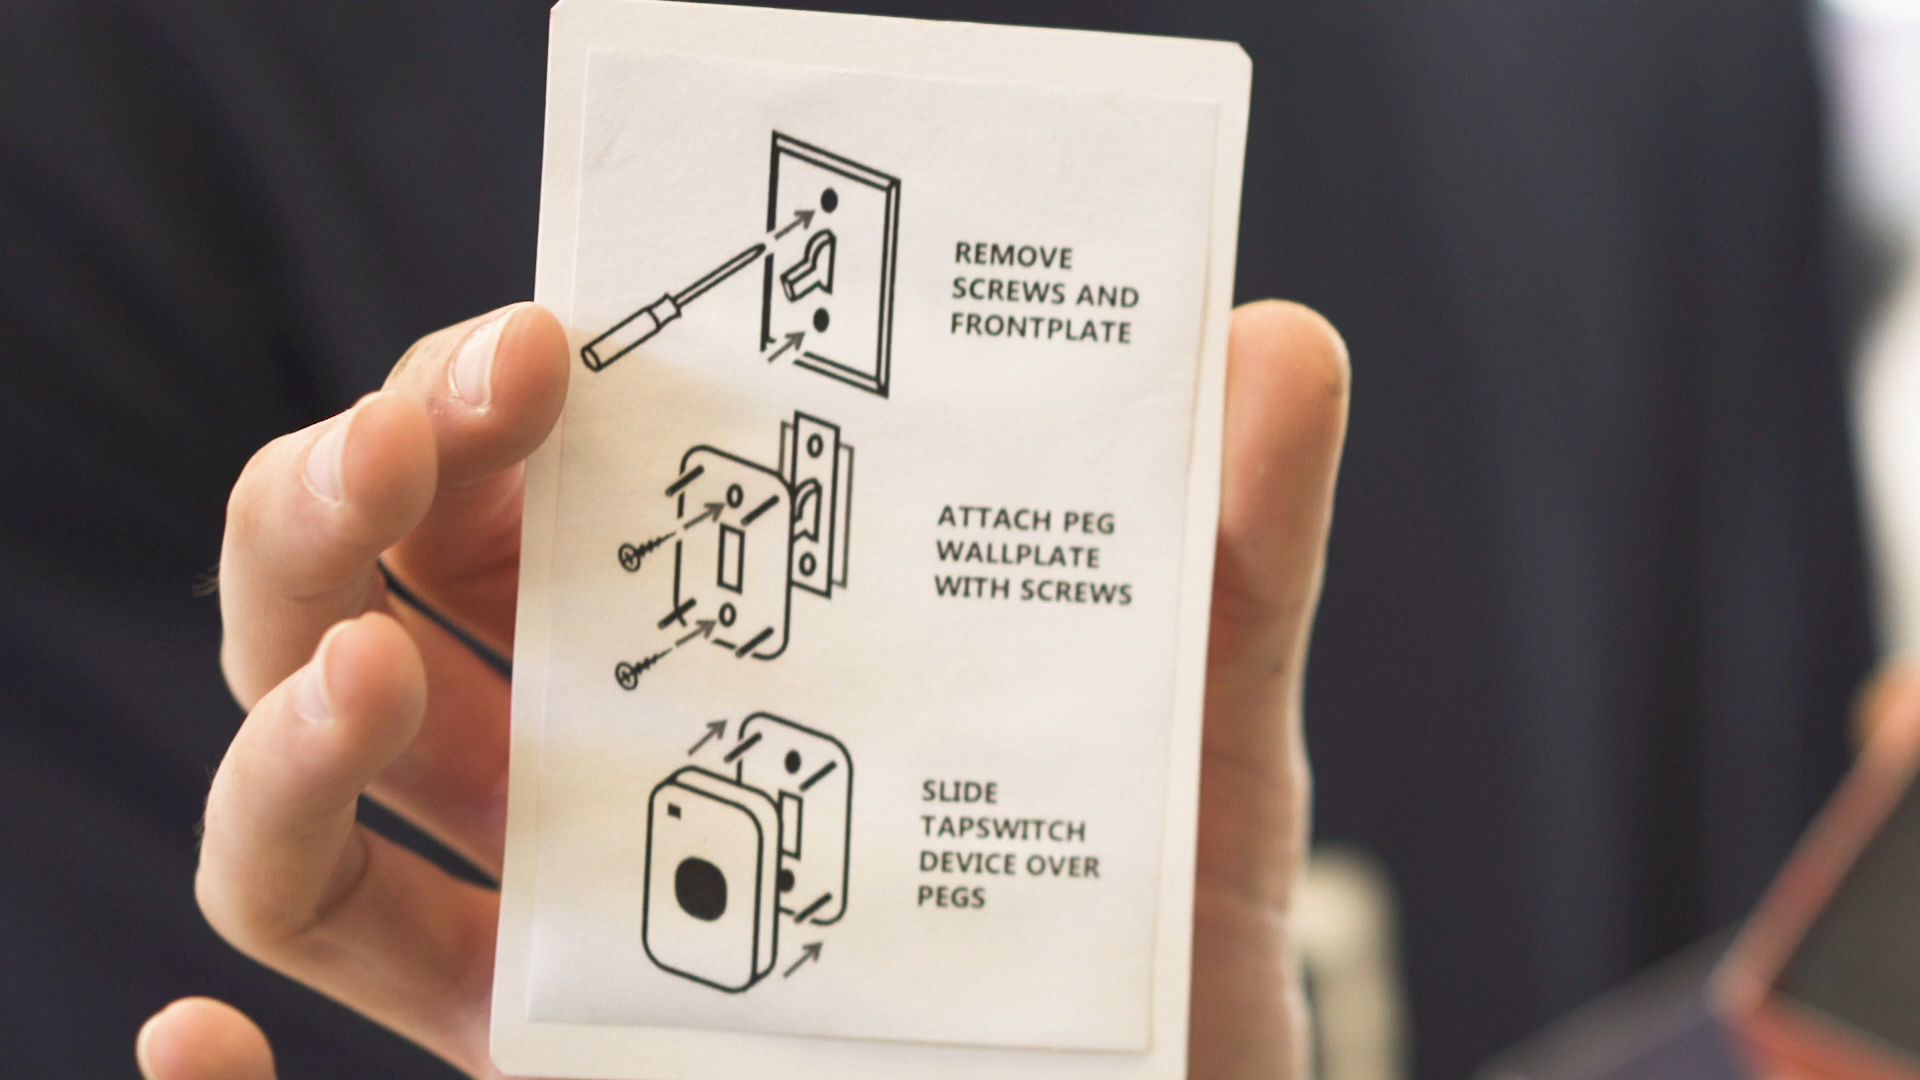 REMOVE
SCREWS AND
FRONTPLATE
ATTACH PEG
WALLPLATE
WITH SCREWS
SLIDE
TAPSWITCH
DEVICE OVER
PEGS